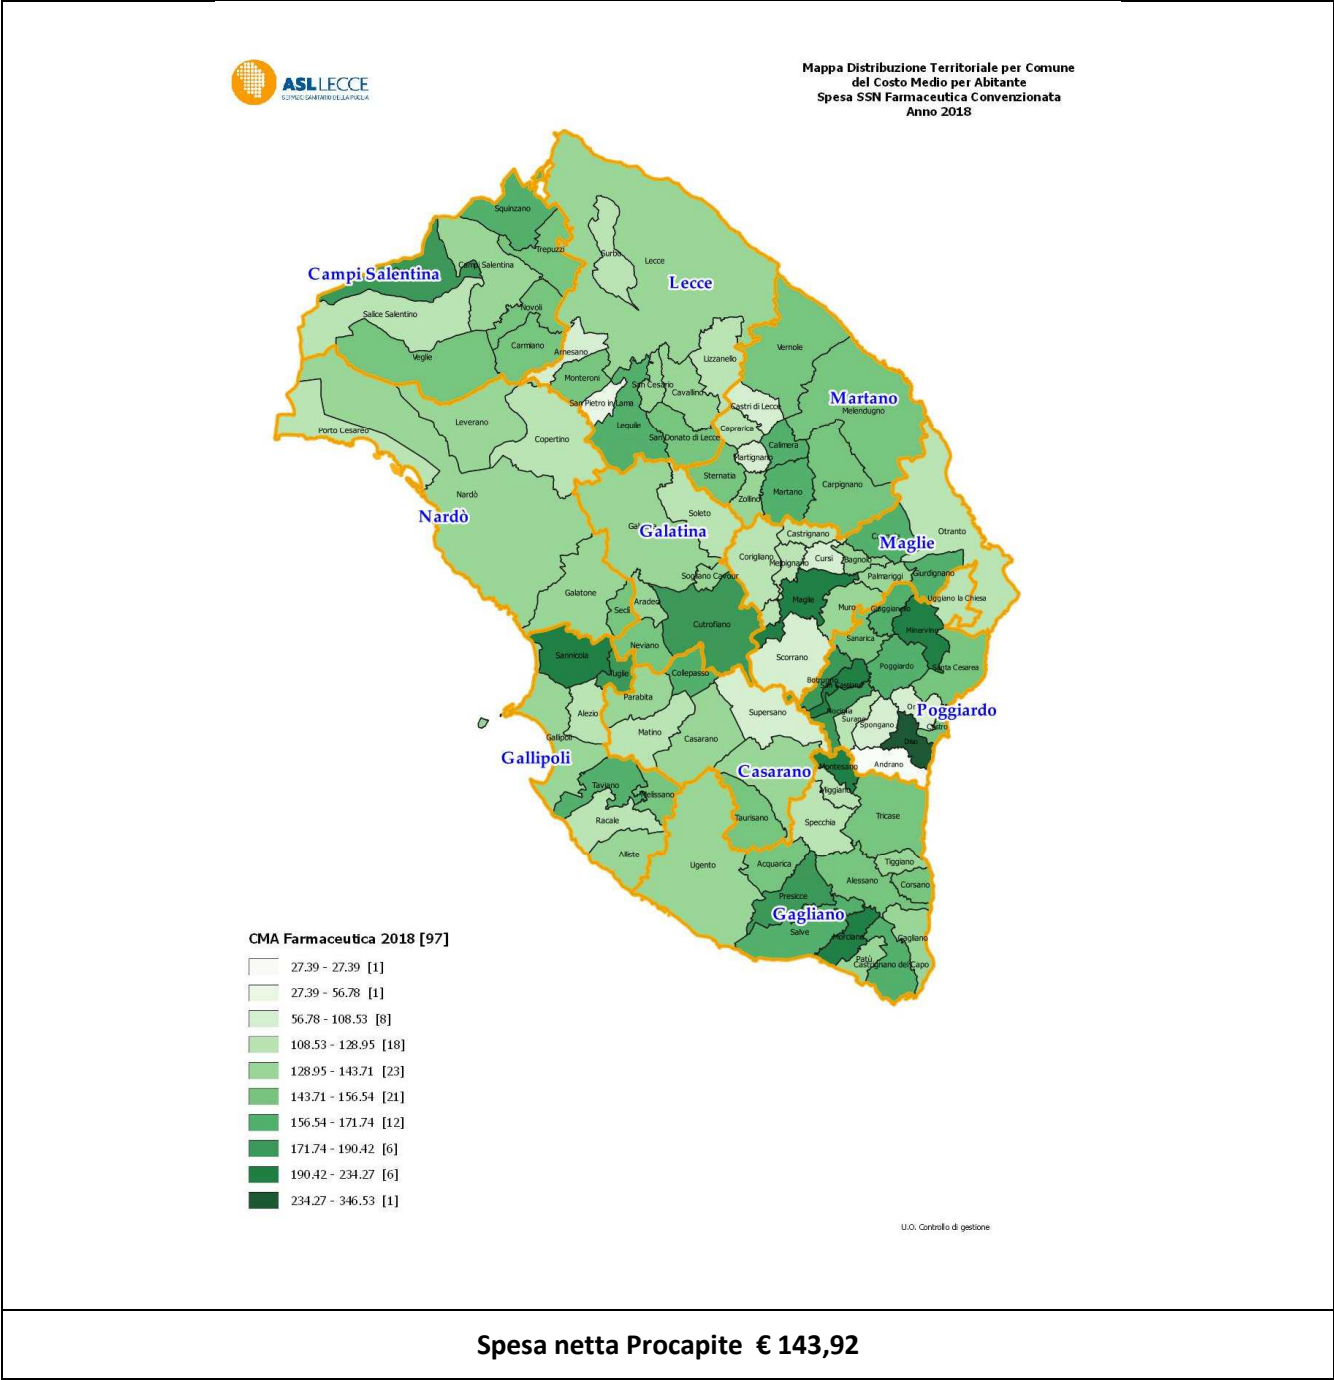 ASL LECCE
SERVIZIO SANITARIO DELLA PUGLIA
Mappa Distribuzione Territoriale per Comune
del Costo Medio per Abitante
Spesa SSN Farmaceutica Convenzionata
Anno 2018
Squinzano
Trepuzzi
Surbo
Lecce
Campi Salentina
Campi Salentina
Lecce
Salice Salentino
Novoli
Carmiano
Veglie
Arnesano
Lizzanello
Vernole
Monteroni
San Cesario
Cavallino
San Pietro in Lama
Castri di Lecce
Martano
Melendugno
Porto Cesareo
Leverano
Copertino
Lequile
San Donato di Lecce
Caprarica
Calimera
Martignano
Sternatia
Martano
Carpignano
Zollino
Nardò
Nardò
Soleto
Galatina
Castrignano
Otranto
Maglie
Corigliano
Melpignano
Cursi
Bagnolo
Palmariggi
Giurdignano
Sogliano Cavour
Galatone
Aradeo
Secli
Maglie
Muro
Giuggianello
Uggiano la Chiesa
Cutrofiano
Minervino
Neviano
Sanarica
Scorrano
Sannicola
Tuglie
Collepasso
Poggiardo
Santa Cesarea
Botrugno
Parabita
Alezio
Supersano
Nociglia
Surano
Spongano
Poggiardo
Castro
Matino
Casarano
Gallipoli
Diso
Gallipoli
Casarano
Montesano
Andrano
Taviano
Melissano
Miggiano
Racale
Taurisano
Specchia
Tricase
Alliste
Ugento
Acquarica
Tiggiano
Alessano
Corsano
Presicce
Gagliano
Salve
Morciano
Gagliano
Patù
Castrignano del Capo
CMA Farmaceutica 2018 [97]
27.39 - 27.39 [1]
27.39 - 56.78 [1]
56.78 - 108.53 [8]
108.53 - 128.95 [18]
128.95 - 143.71 [23]
143.71 - 156.54 [21]
156.54 - 171.74 [12]
171.74 - 190.42 [6]
190.42 - 234.27 [6]
234.27 - 346.53 [1]
U.O. Controllo di gestione
Spesa netta Procapite € 143,92